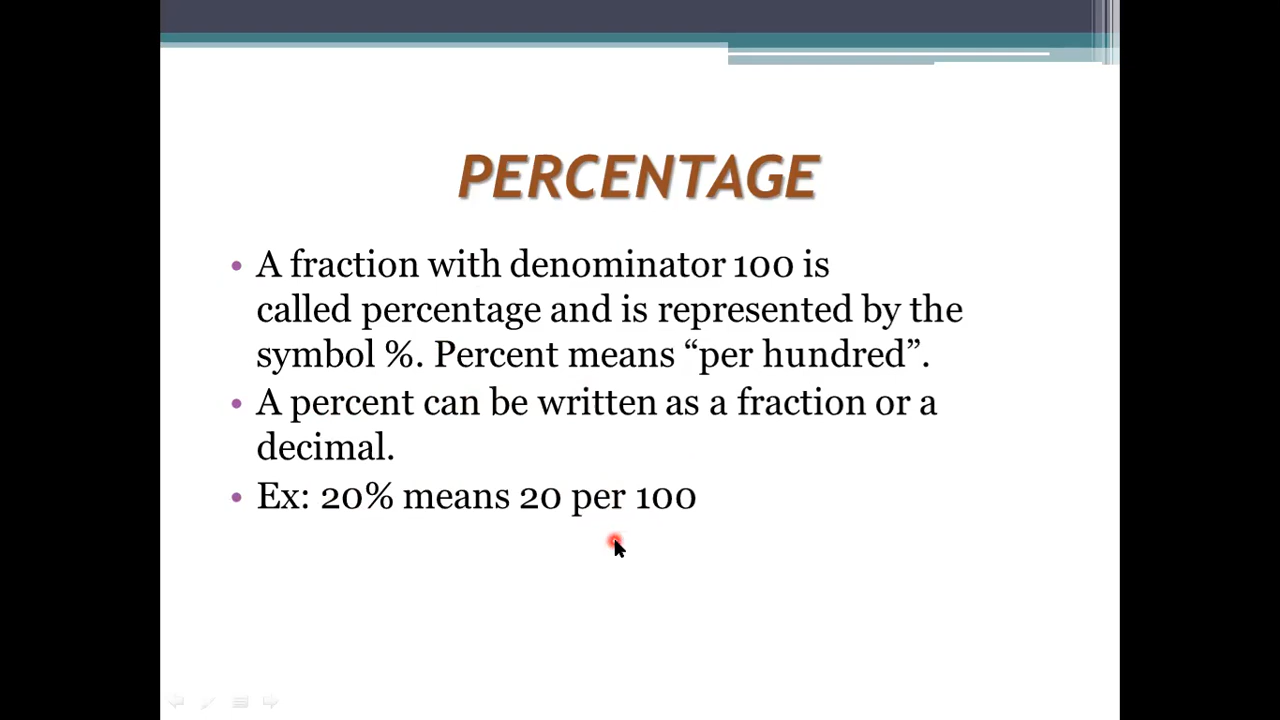 PERCENTAGE
• A fraction with denominator 100 is
called percentage and is represented by the
symbol %. Percent means “per hundred”.
• A percent can be written as a fraction or a
decimal.
• Ex: 20% means 20 per 100